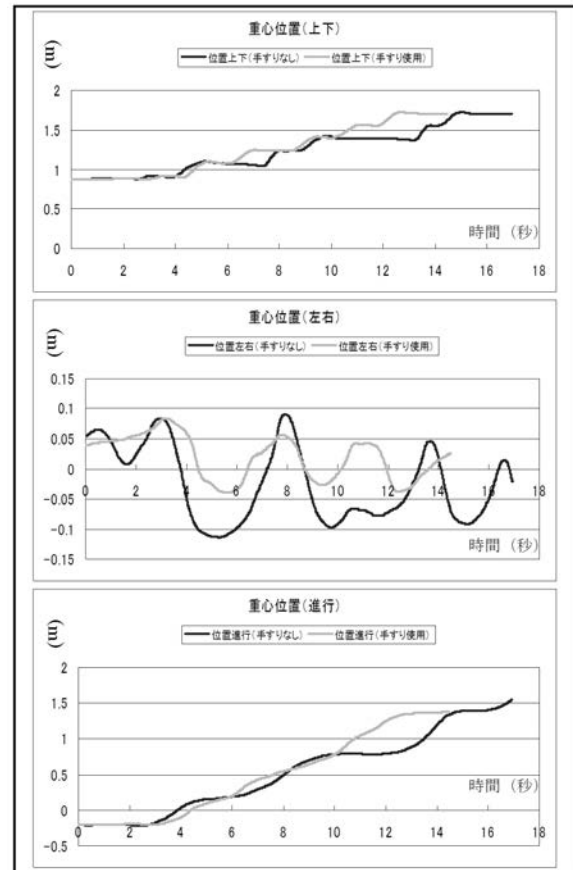 重心位置(上下)
(m)
位置上下(手すりなし) 位置上下(手すり使用)
2
1.5
1
0.5
0
時間 (秒)
0 2 4 6 8 10 12 14 16 18
重心位置(左右)
(m)
位置左右(手すりなし) 位置左右(手すり使用)
0.15
0.1
0.05
0
-0.05
-0.1
-0.15
0 2 4 6 8 10 12 14 16 18
時間 (秒)
重心位置(進行)
(m)
位置進行(手すりなし) 位置進行(手すり使用)
2
1.5
1
0.5
0
-0.5
時間 (秒)
0 2 4 6 8 10 12 14 16 18